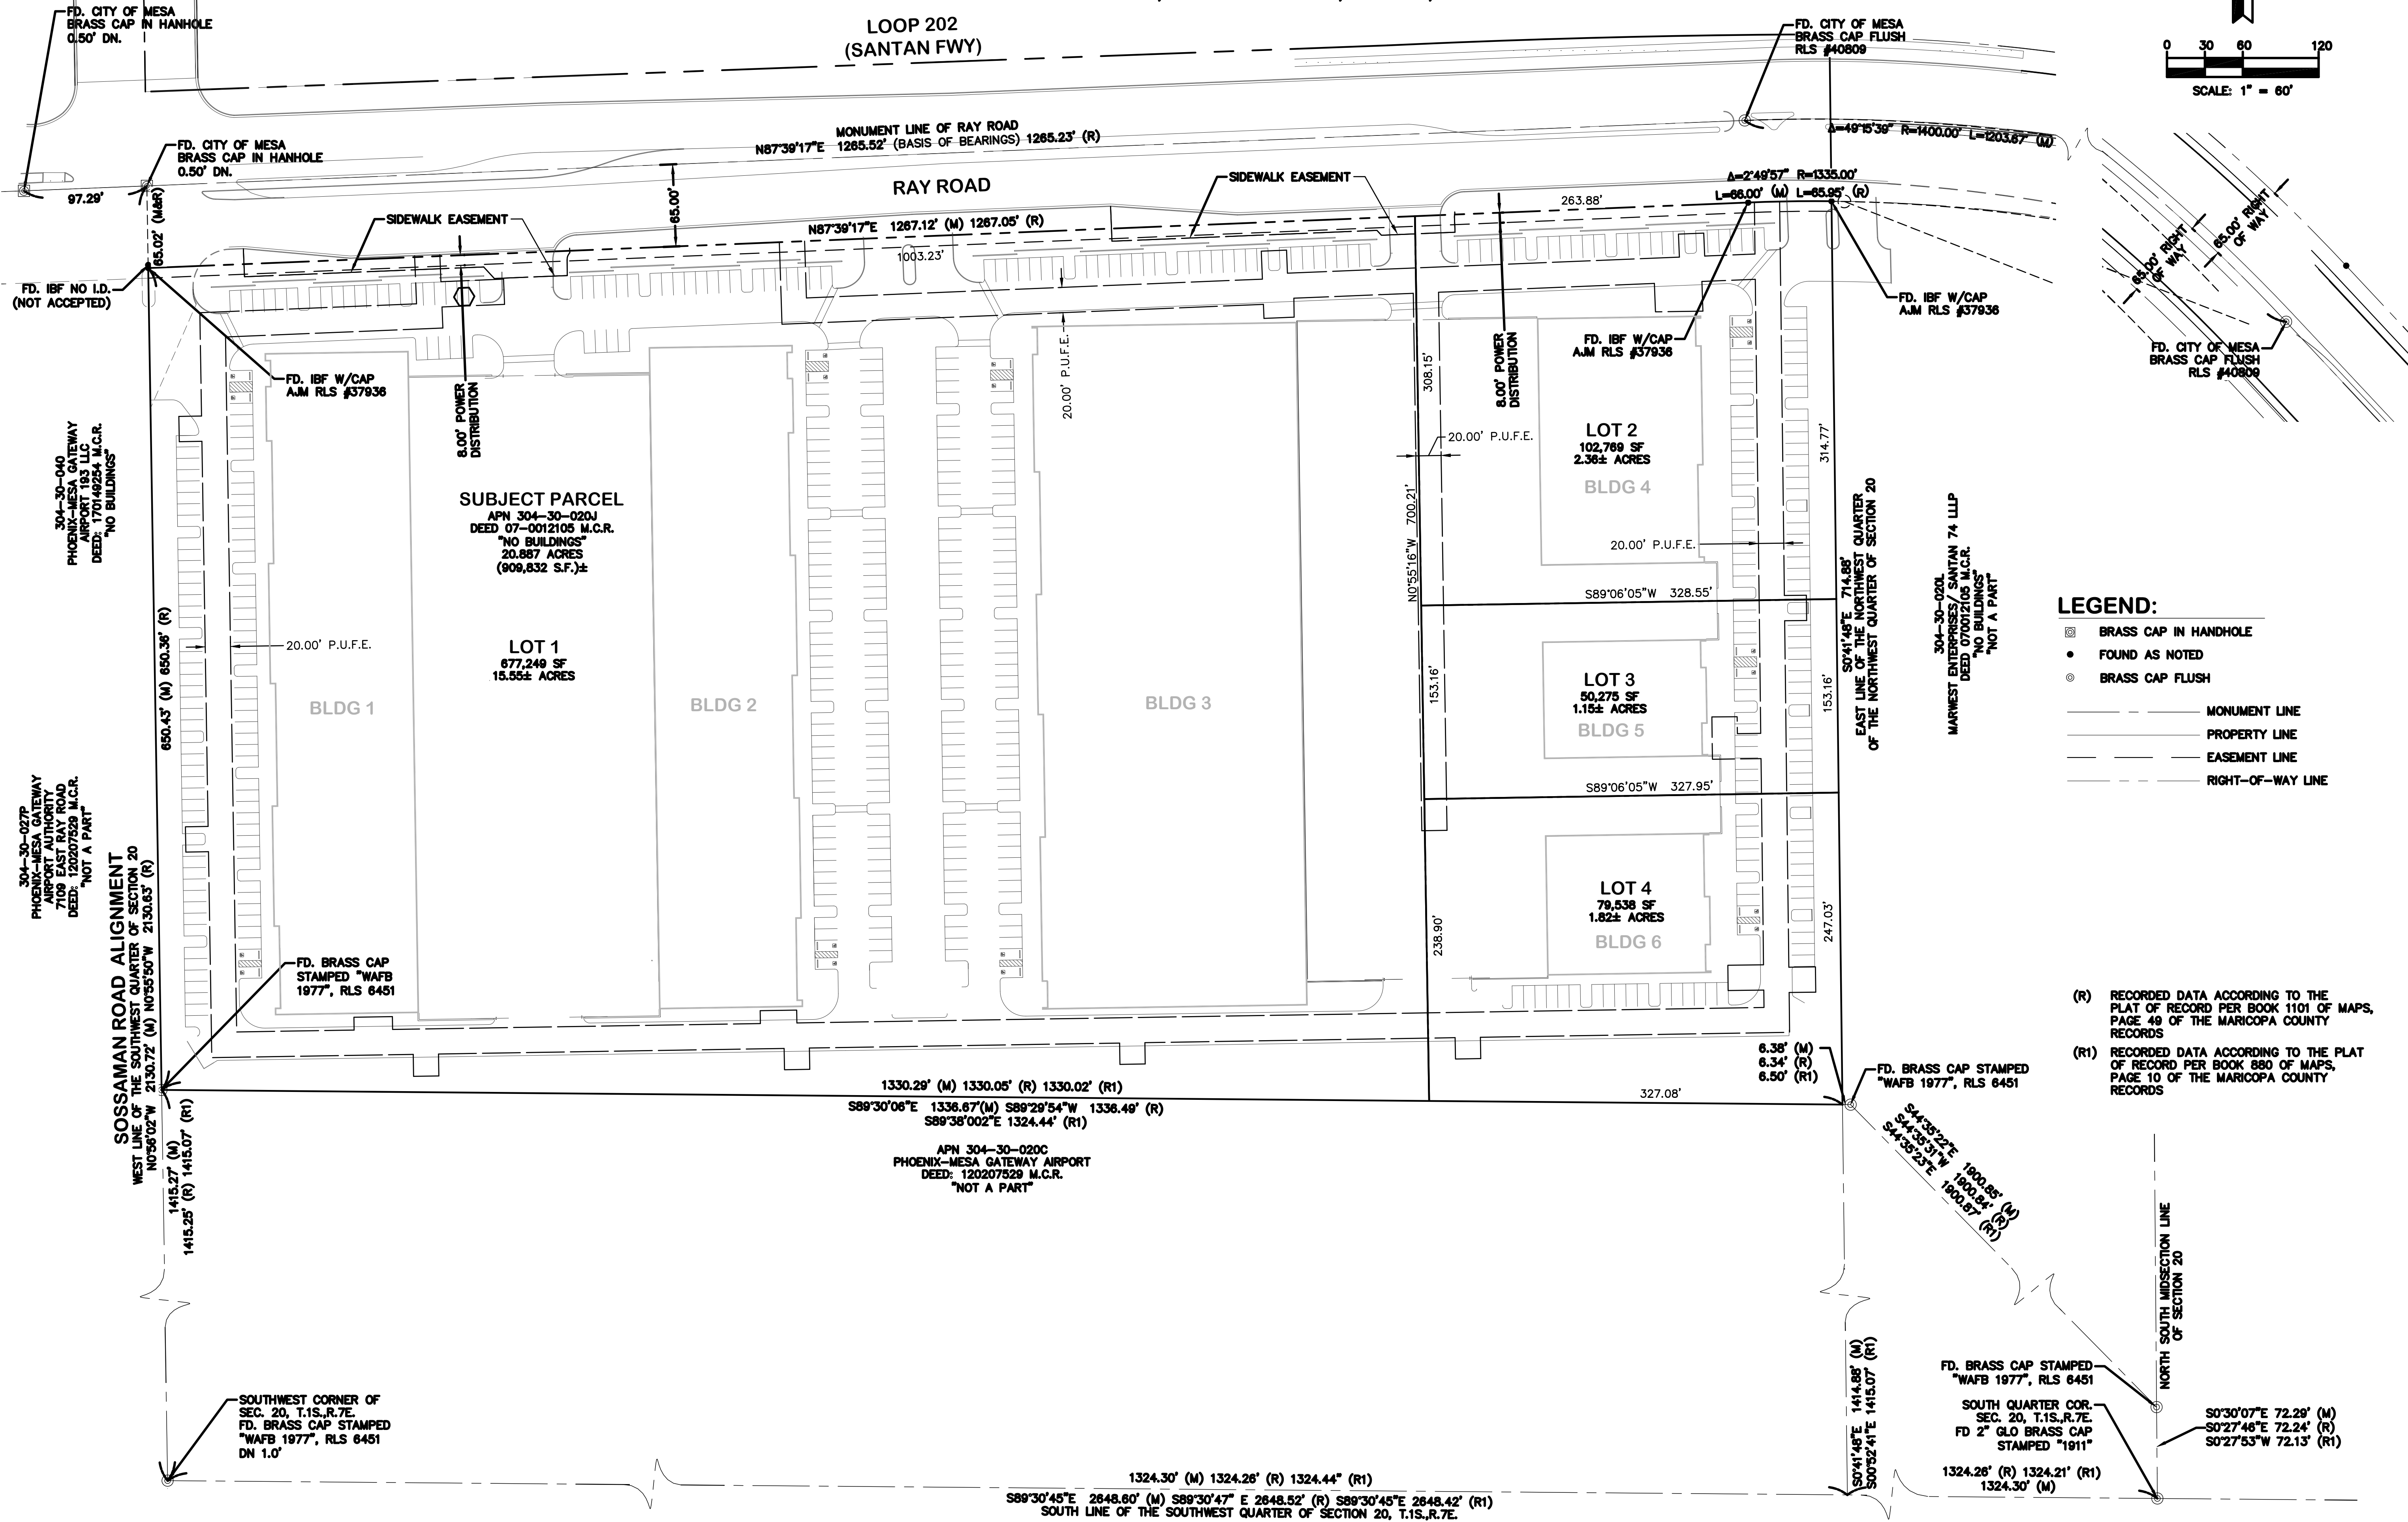 FD. CITY OF MESA
BRASS CAP IN HANHOLE
0.50' DN.
LOOP 202
(SANTAN FWY)
FD. CITY OF MESA
BRASS CAP FLUSH
RLS #40809
0 30 60 120
SCALE: 1" = 60'
FD. CITY OF MESA
BRASS CAP IN HANHOLE
0.50' DN.
MONUMENT LINE OF RAY ROAD
N87°39'17"E 1265.52' (BASIS OF BEARINGS) 1265.23' (R)
Δ=49°15'39" R=1400.00' L=1203.67' (M)
97.29'
65.02' (M&R)
65.00'
RAY ROAD
SIDEWALK EASEMENT
Δ=2°49'57" R=1335.00'
L=66.00' (M) L=65.95' (R)
263.88'
SIDEWALK EASEMENT
N87°39'17"E 1267.12' (M) 1267.05' (R)
1003.23'
65.00' RIGHT
OF WAY
65.00' RIGHT
OF WAY
FD. IBF NO I.D.
(NOT ACCEPTED)
FD. IBF W/CAP
AJM RLS #37936
FD. IBF W/CAP
AJM RLS #37936
FD. IBF W/CAP
AJM RLS #37936
FD. CITY OF MESA
BRASS CAP FLUSH
RLS #40809
8.00' POWER
DISTRIBUTION
20.00' P.U.F.E.
308.15'
8.00' POWER
DISTRIBUTION
304-30-040
PHOENIX-MESA GATEWAY
AIRPORT 193 LLC
DEED: 170149254 M.C.R.
"NO BUILDINGS"
SUBJECT PARCEL
APN 304-30-020J
DEED 07-0012105 M.C.R.
"NO BUILDINGS"
20.887 ACRES
(909,832 S.F.)±
20.00' P.U.F.E.
LOT 2
102,769 SF
2.36± ACRES
BLDG 4
314.77'
N0°55'16"W 700.21'
20.00' P.U.F.E.
S89°06'05"W 328.55'
S0°41'48"E 714.88'
EAST LINE OF THE NORTHWEST QUARTER
OF THE NORTHWEST QUARTER OF SECTION 20
304-30-020L
MARWEST ENTERPRISES/ SANTAN 74 LLLP
DEED 070012105 M.C.R.
"NO BUILDINGS"
"NOT A PART"
LEGEND:
BRASS CAP IN HANDHOLE
FOUND AS NOTED
BRASS CAP FLUSH
MONUMENT LINE
PROPERTY LINE
EASEMENT LINE
RIGHT-OF-WAY LINE
650.43' (M) 650.36' (R)
20.00' P.U.F.E.
LOT 1
677,249 SF
15.55± ACRES
BLDG 1
BLDG 2
BLDG 3
153.16'
LOT 3
50,275 SF
1.15± ACRES
BLDG 5
153.16'
S89°06'05"W 327.95'
304-30-027P
PHOENIX-MESA GATEWAY
AIRPORT AUTHORITY
7109 EAST RAY ROAD
DEED: 120207529 M.C.R.
"NOT A PART"
SOSSAMAN ROAD ALIGNMENT
WEST LINE OF THE SOUTHWEST QUARTER OF SECTION 20
N0°56'02"W 2130.72' (M) N0°55'50"W 2130.63' (R)
FD. BRASS CAP
STAMPED "WAFB
1977", RLS 6451
238.90'
LOT 4
79,538 SF
1.82± ACRES
BLDG 6
247.03'
(R) RECORDED DATA ACCORDING TO THE
PLAT OF RECORD PER BOOK 1101 OF MAPS,
PAGE 49 OF THE MARICOPA COUNTY
RECORDS
(R1) RECORDED DATA ACCORDING TO THE PLAT
OF RECORD PER BOOK 880 OF MAPS,
PAGE 10 OF THE MARICOPA COUNTY
RECORDS
6.38' (M)
6.34' (R)
6.50' (R1)
FD. BRASS CAP STAMPED
"WAFB 1977", RLS 6451
1330.29' (M) 1330.05' (R) 1330.02' (R1)
327.08'
S89°30'06"E 1336.67'(M) S89°29'54"W 1336.49' (R)
S89°38'002"E 1324.44' (R1)
1415.27' (M)
1415.25' (R) 1415.07' (R1)
APN 304-30-020C
PHOENIX-MESA GATEWAY AIRPORT
DEED: 120207529 M.C.R.
"NOT A PART"
S44°35'22"E 1900.85' (M)
S44°35'31"W 1900.84' (R)
S44°35'23"E 1900.87' (R1)
NORTH SOUTH MIDSECTION LINE
OF SECTION 20
S0°41'48"E 1414.88' (M)
S00°52'41"E 1415.07' (R1)
FD. BRASS CAP STAMPED
"WAFB 1977", RLS 6451
SOUTH QUARTER COR.
SEC. 20, T.1S.,R.7E.
FD 2" GLO BRASS CAP
STAMPED "1911"
S0°30'07"E 72.29' (M)
S0°27'46"E 72.24' (R)
S0°27'53"W 72.13' (R1)
SOUTHWEST CORNER OF
SEC. 20, T.1S.,R.7E.
FD. BRASS CAP STAMPED
"WAFB 1977", RLS 6451
DN 1.0'
1324.30' (M) 1324.26' (R) 1324.44" (R1)
1324.26' (R) 1324.21' (R1)
1324.30' (M)
S89°30'45"E 2648.60' (M) S89°30'47" E 2648.52' (R) S89°30'45"E 2648.42' (R1)
SOUTH LINE OF THE SOUTHWEST QUARTER OF SECTION 20, T.1S.,R.7E.